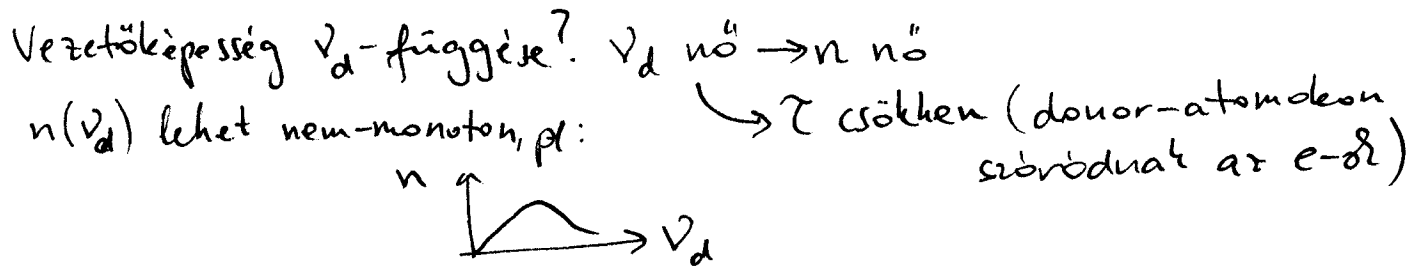 Vezetőképesség ν_d-függése? ν_d nő → n nő
↘ τ csökken (donor-atomokon
n(ν_d) lehet nem-monoton, pl:
szóródnak az e-ok)
n
ν_d